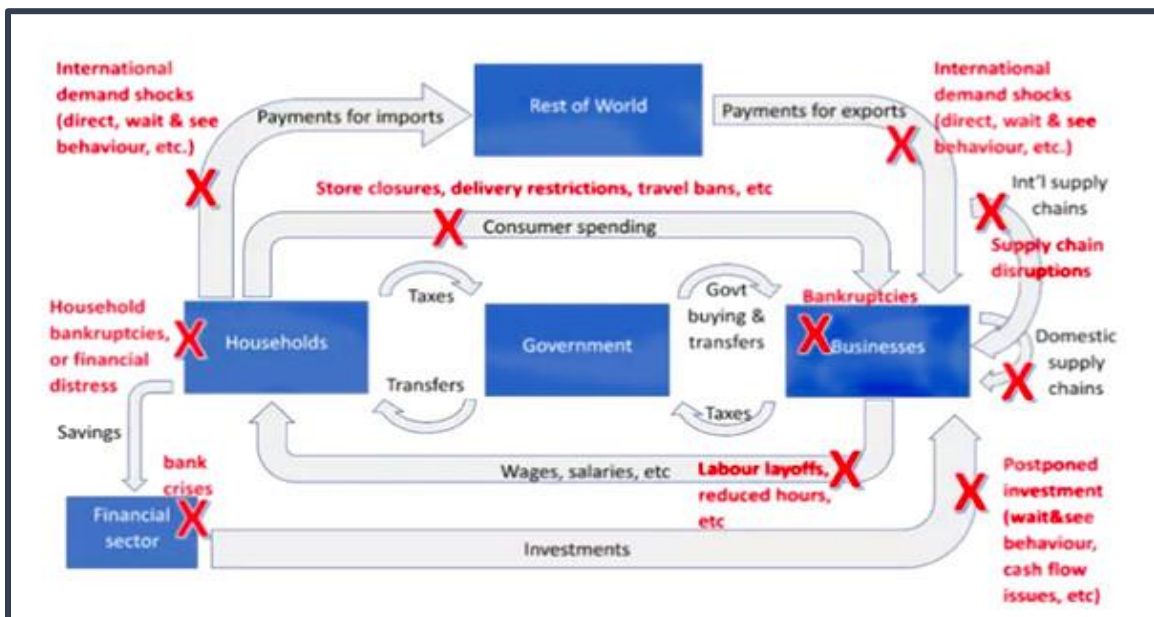 International
demand shocks
(direct, wait & see
behaviour, etc.)
Payments for imports
Rest of World
Payments for exports
International
demand shocks
(direct, wait & see
behaviour, etc.)
Store closures, delivery restrictions, travel bans, etc
Consumer spending
Int'l supply
chains
Supply chain
disruptions
Household
bankruptcies,
or financial
distress
Households
Taxes
Transfers
Government
Govt
buying &
transfers
Taxes
Bankruptcies
Businesses
Domestic
supply
chains
Savings
bank
crises
Financial
sector
Wages, salaries, etc
Labour layoffs,
reduced hours,
etc
Investments
Postponed
investment
(wait&see
behaviour,
cash flow
issues, etc)